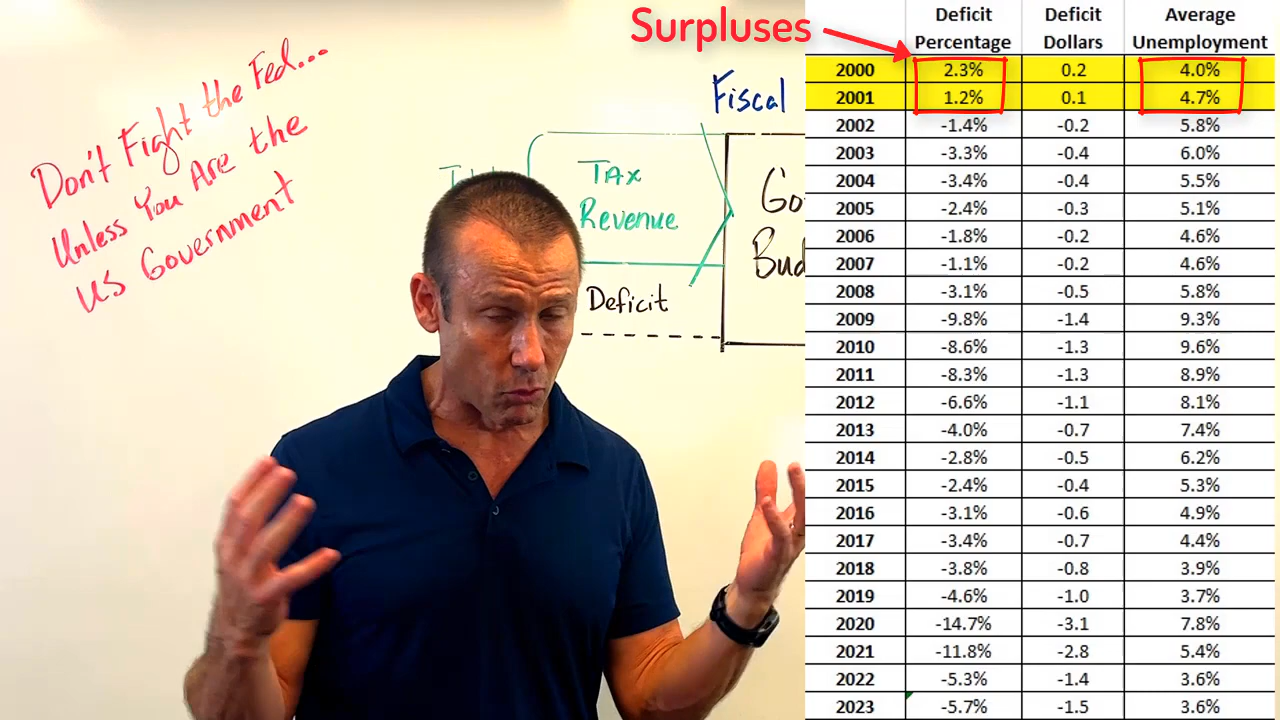 Don't Fight the Fed...
Unless You Are the
US Government
Fiscal
Tax
Revenue
Deficit
Surpluses
Deficit Percentage Deficit Dollars Average Unemployment
2000 2.3% 0.2 4.0%
2001 1.2% 0.1 4.7%
2002 -1.4% -0.2 5.8%
2003 -3.3% -0.4 6.0%
2004 -3.4% -0.4 5.5%
2005 -2.4% -0.3 5.1%
2006 -1.8% -0.2 4.6%
2007 -1.1% -0.2 4.6%
2008 -3.1% -0.5 5.8%
2009 -9.8% -1.4 9.3%
2010 -8.6% -1.3 9.6%
2011 -8.3% -1.3 8.9%
2012 -6.6% -1.1 8.1%
2013 -4.0% -0.7 7.4%
2014 -2.8% -0.5 6.2%
2015 -2.4% -0.4 5.3%
2016 -3.1% -0.6 4.9%
2017 -3.4% -0.7 4.4%
2018 -3.8% -0.8 3.9%
2019 -4.6% -1.0 3.7%
2020 -14.7% -3.1 7.8%
2021 -11.8% -2.8 5.4%
2022 -5.3% -1.4 3.6%
2023 -5.7% -1.5 3.6%